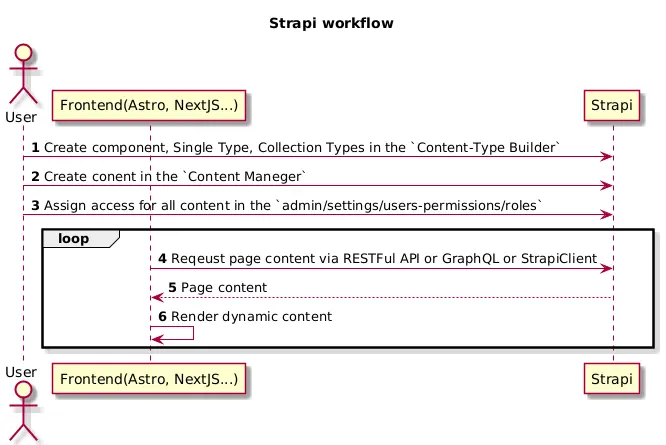 Strapi workflow
User
Frontend(Astro, NextJS...)
Strapi
1 Create component, Single Type, Collection Types in the `Content-Type Builder`
2 Create conent in the `Content Maneger`
3 Assign access for all content in the `admin/settings/users-permissions/roles`
loop
4 Reqeust page content via RESTFul API or GraphQL or StrapiClient
5 Page content
6 Render dynamic content
User
Frontend(Astro, NextJS...)
Strapi